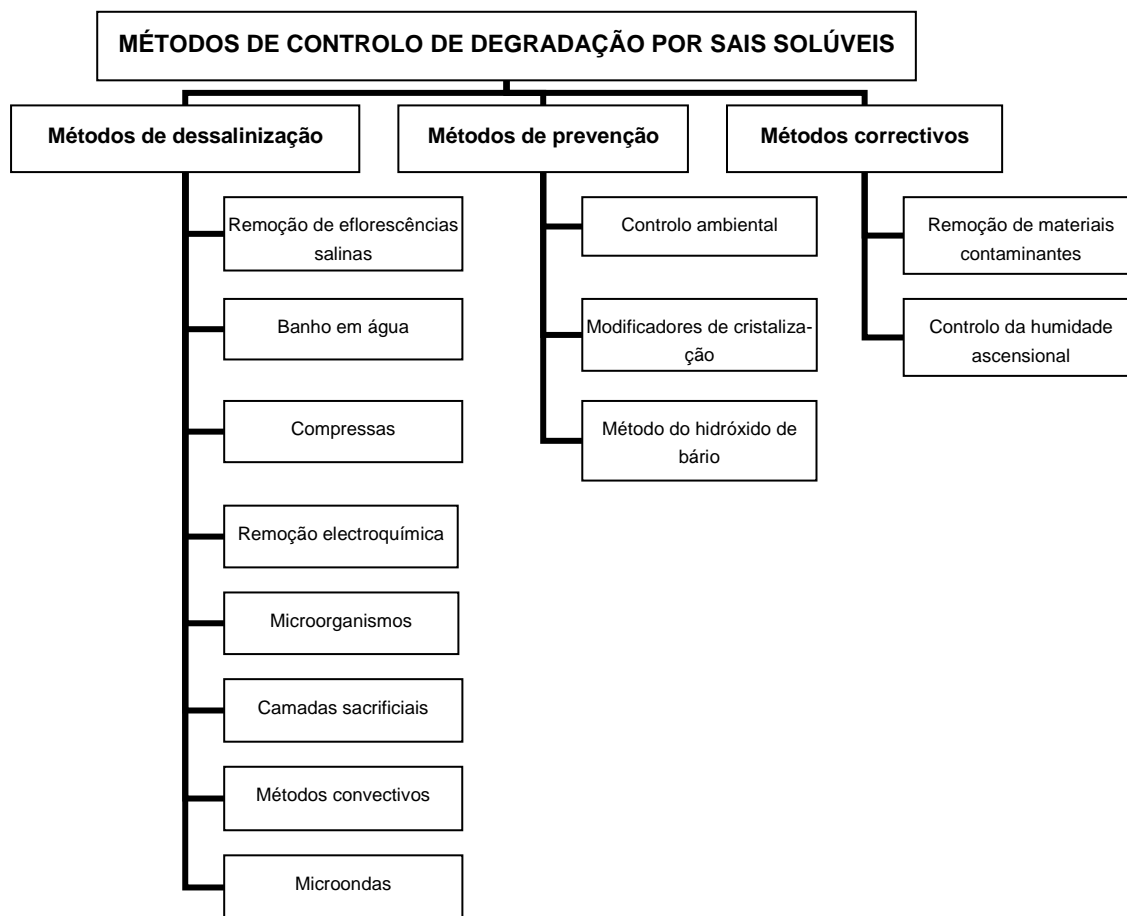 MÉTODOS DE CONTROLO DE DEGRADAÇÃO POR SAIS SOLÚVEIS
Métodos de dessalinização
Remoção de eflorescências
salinas
Banho em água
Compressas
Remoção electroquímica
Microorganismos
Camadas sacrificiais
Métodos convectivos
Microondas
Métodos de prevenção
Controlo ambiental
Modificadores de cristaliza-
ção
Método do hidróxido de
bário
Métodos correctivos
Remoção de materiais
contaminantes
Controlo da humidade
ascensional